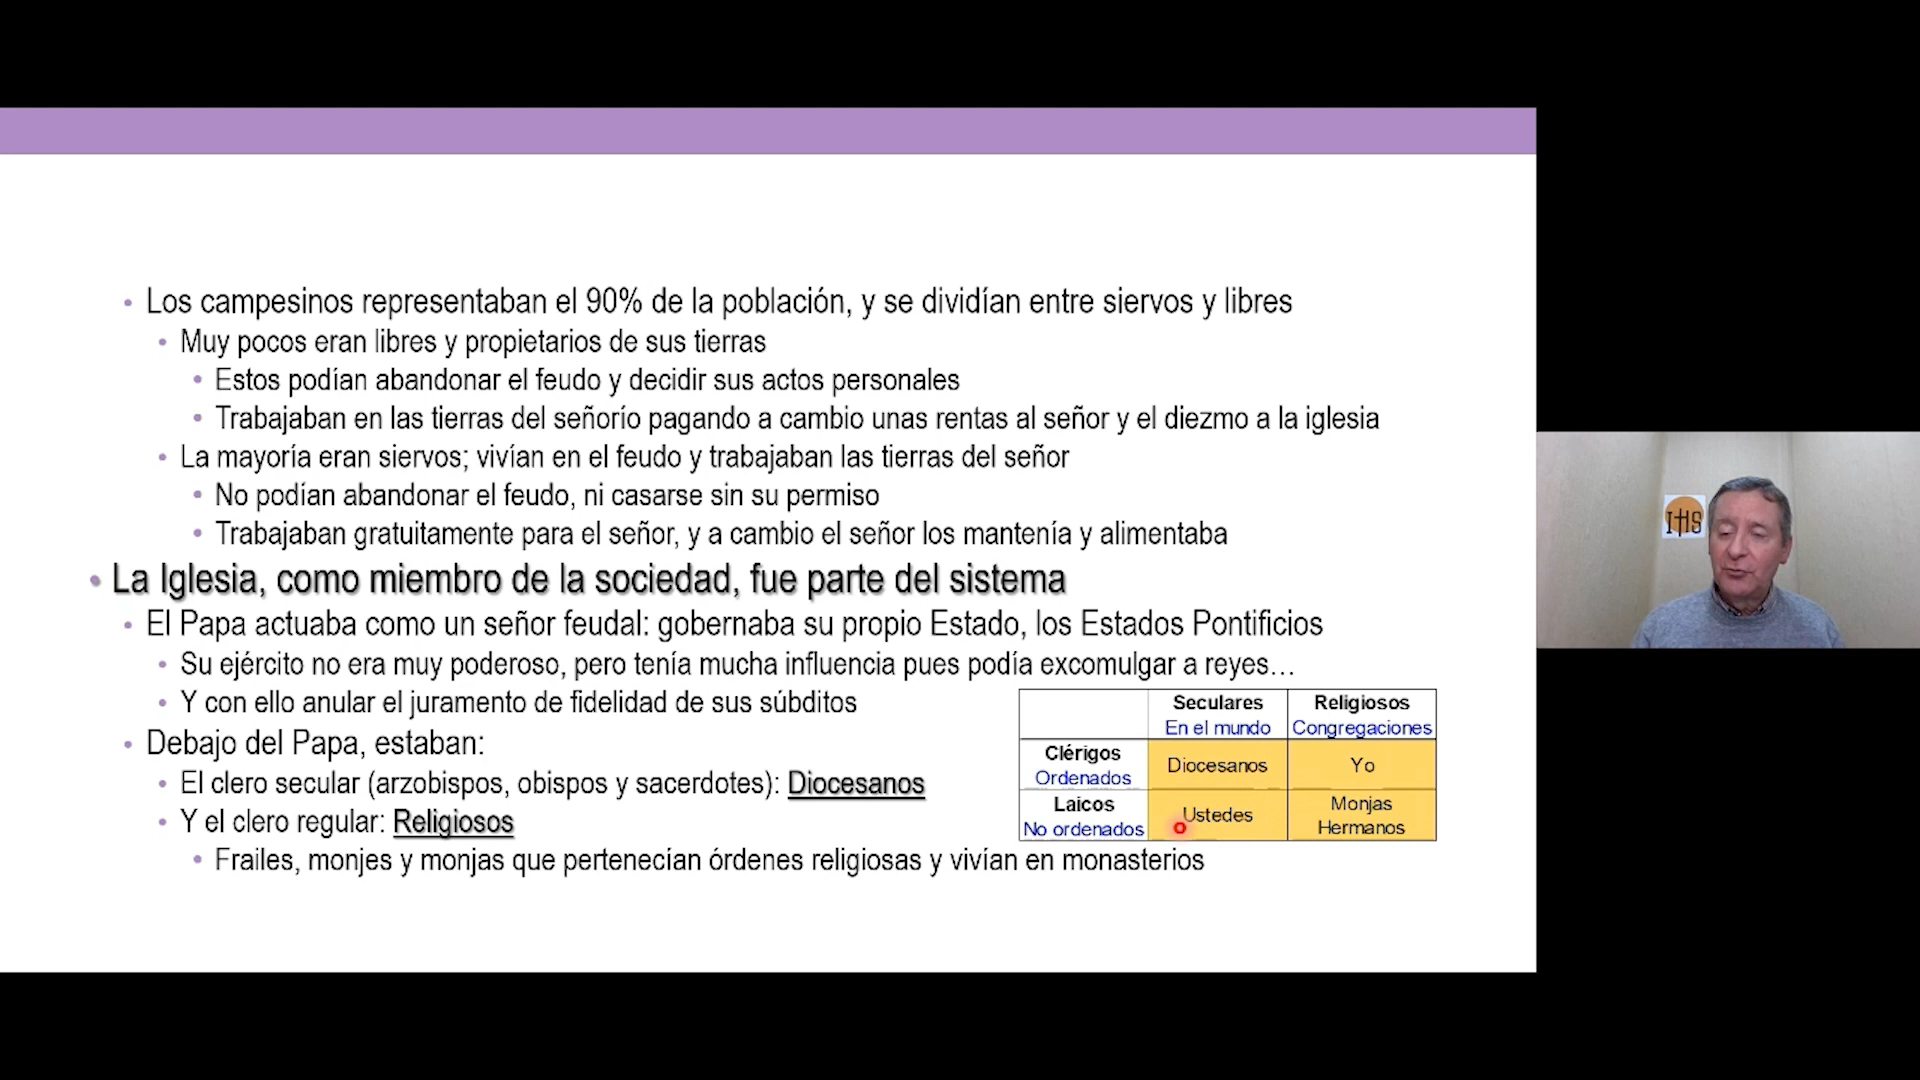 • Los campesinos representaban el 90% de la población, y se dividían entre siervos y libres
• Muy pocos eran libres y propietarios de sus tierras
• Estos podían abandonar el feudo y decidir sus actos personales
• Trabajaban en las tierras del señorío pagando a cambio unas rentas al señor y el diezmo a la iglesia
• La mayoría eran siervos; vivían en el feudo y trabajaban las tierras del señor
• No podían abandonar el feudo, ni casarse sin su permiso
• Trabajaban gratuitamente para el señor, y a cambio el señor los mantenía y alimentaba
• La Iglesia, como miembro de la sociedad, fue parte del sistema
• El Papa actuaba como un señor feudal: gobernaba su propio Estado, los Estados Pontificios
• Su ejército no era muy poderoso, pero tenía mucha influencia pues podía excomulgar a reyes…
• Y con ello anular el juramento de fidelidad de sus súbditos
• Debajo del Papa, estaban:
• El clero secular (arzobispos, obispos y sacerdotes): Diocesanos
• Y el clero regular: Religiosos
• Frailes, monjes y monjas que pertenecían órdenes religiosas y vivían en monasterios
Seculares Religiosos
En el mundo Congregaciones
Clérigos
Ordenados
Diocesanos Yo
Laicos
No ordenados
Ustedes
Monjas
Hermanos
IHS